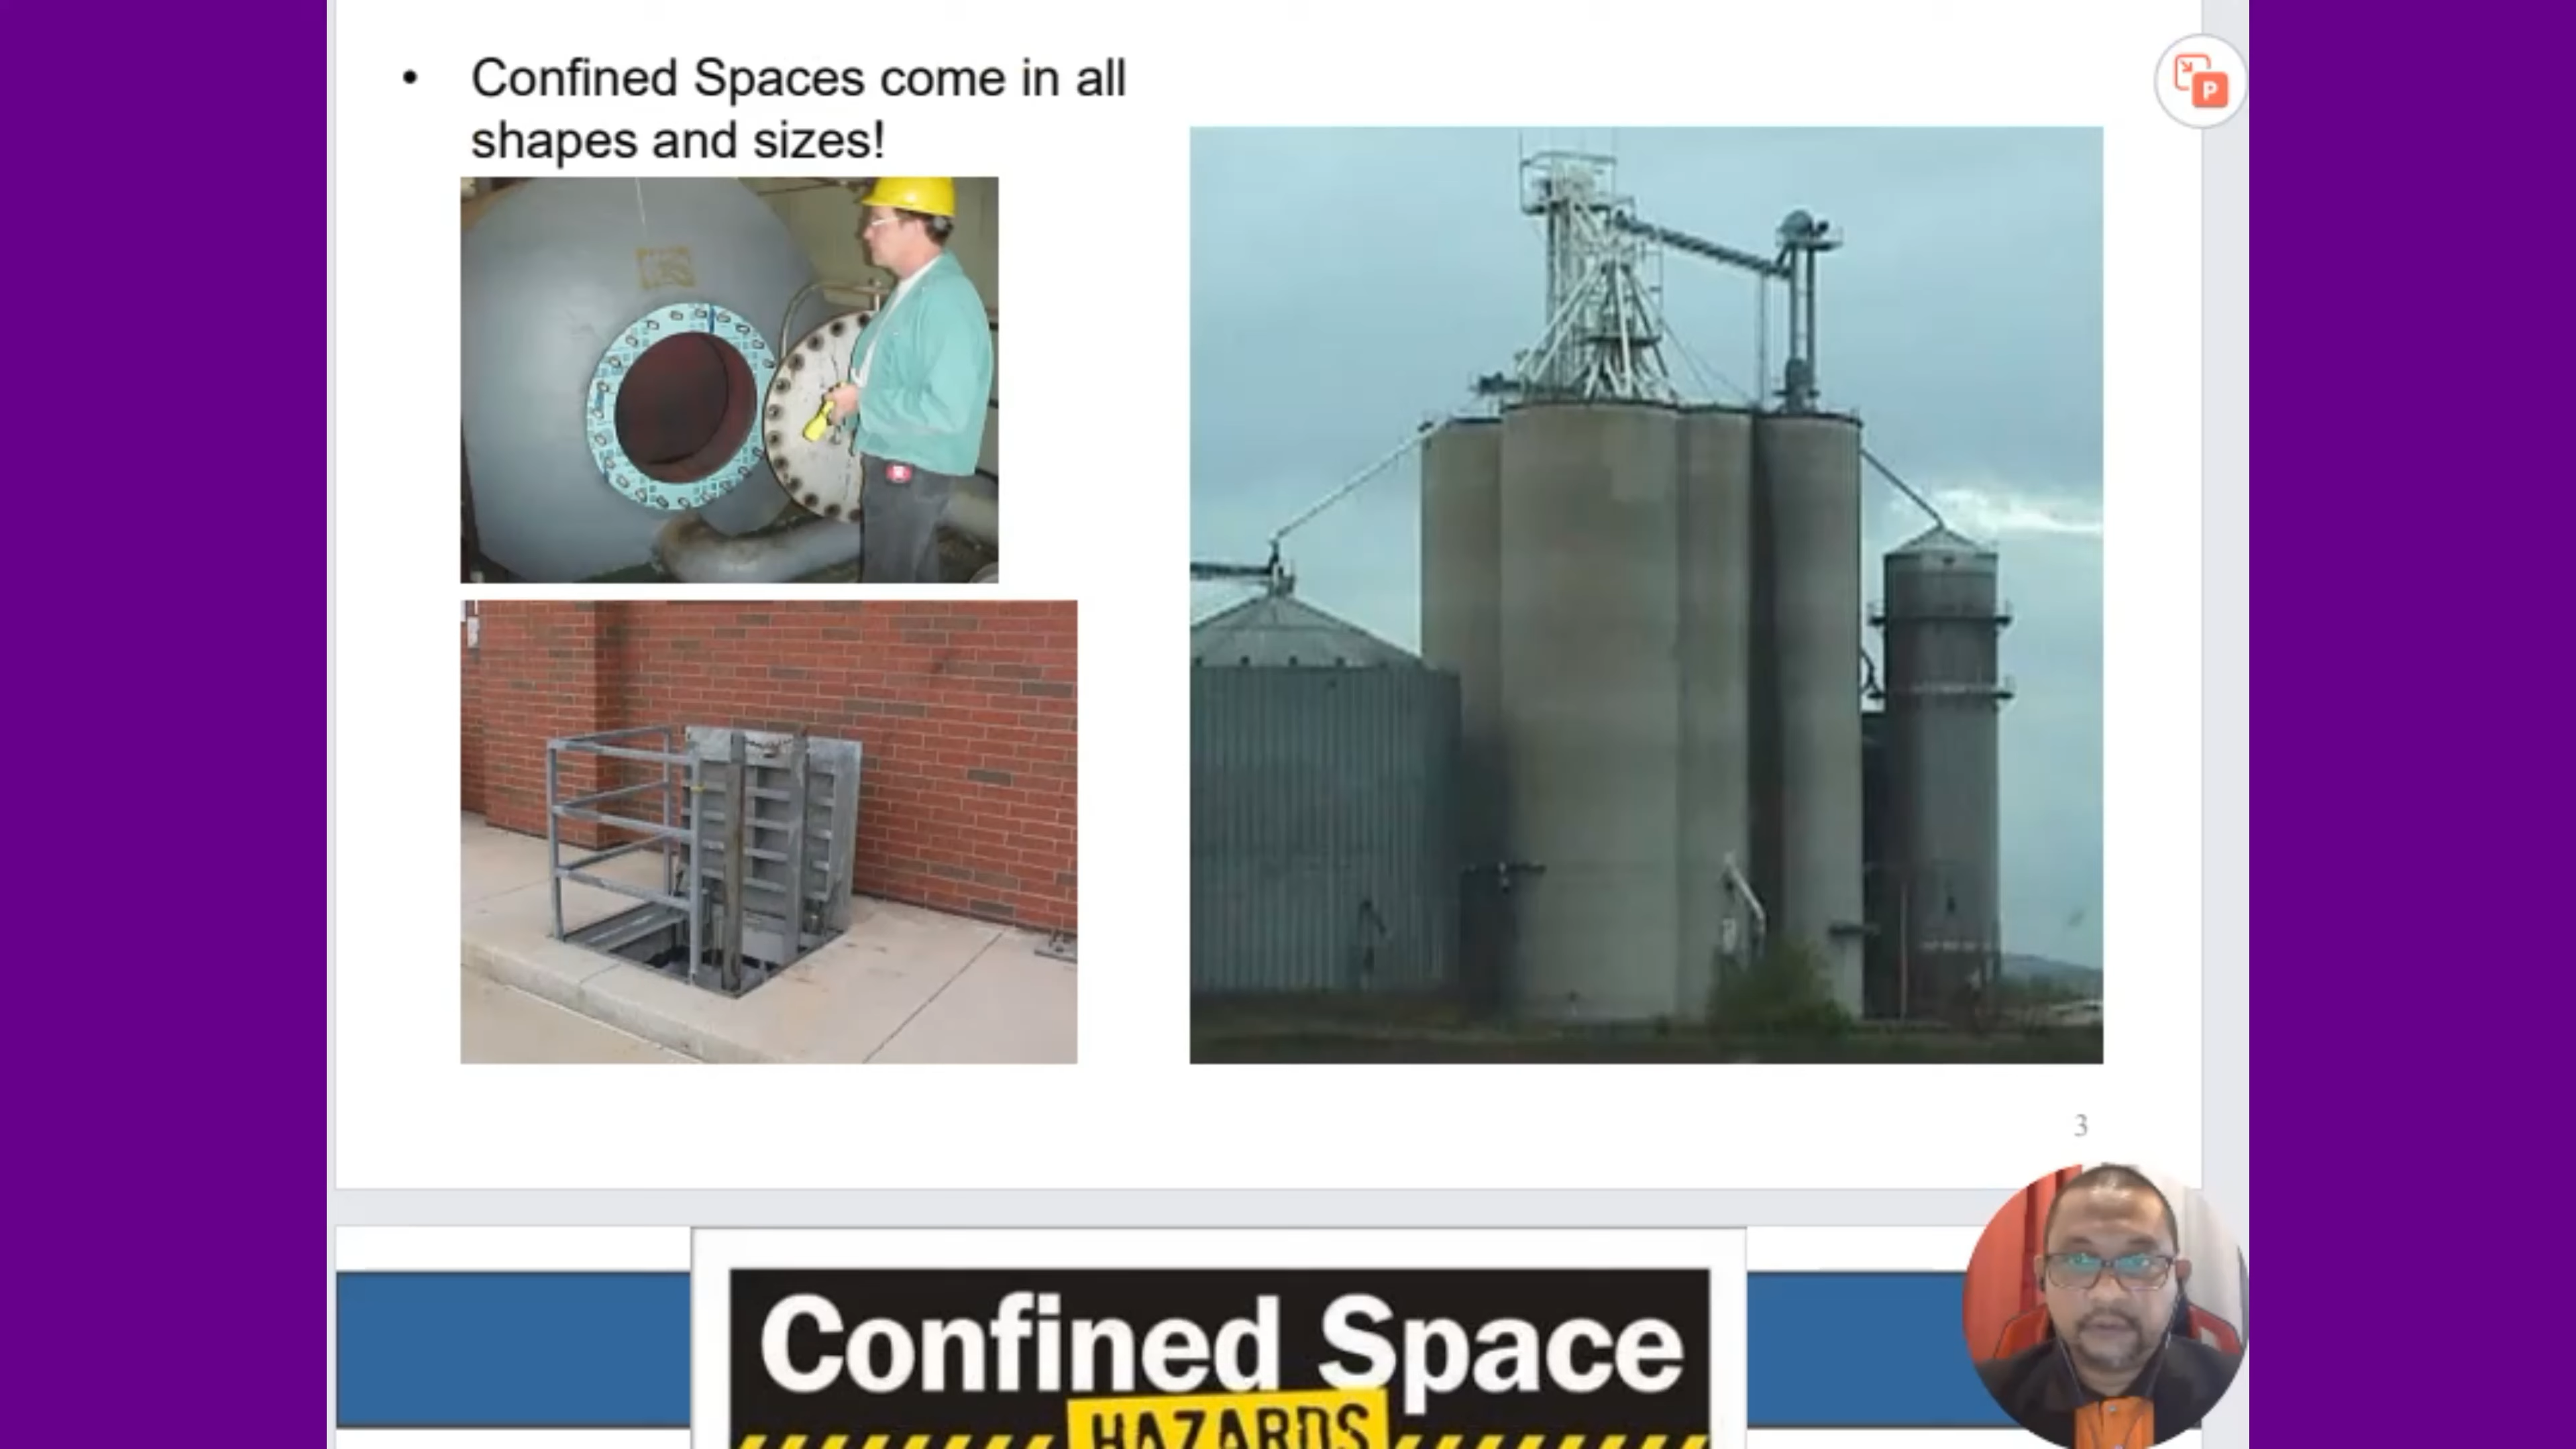 • Confined Spaces come in all
shapes and sizes!
P
3
Confined Space
HAZARDS